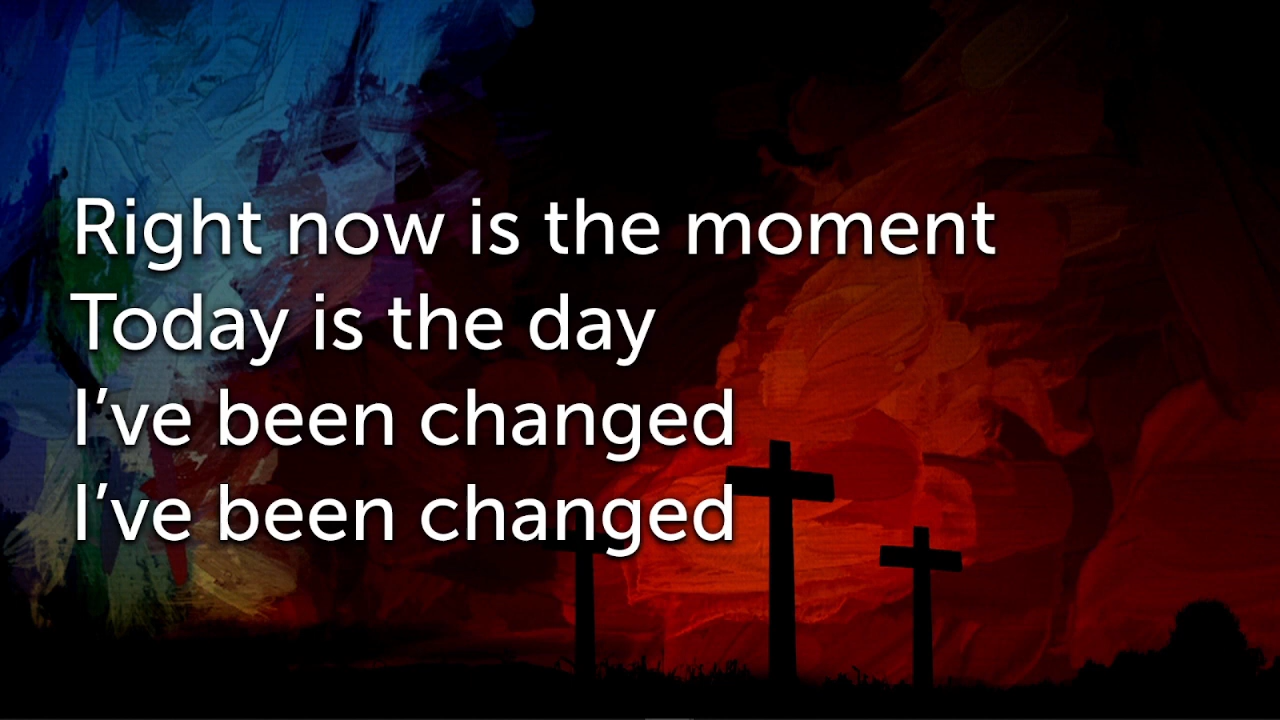 Right now is the moment
Today is the day
I’ve been changed
I’ve been changed